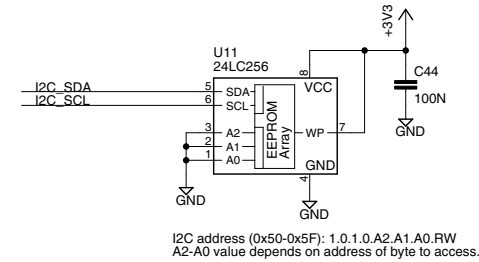 +3V3
U11
24LC256
I2C_SDA
I2C_SCL
5
6
SDA
SCL
8
VCC
C44
100N
GND
EEPROM
Array
3
2
1
A2
A1
A0
WP
7
GND
4
GND
GND
I2C address (0x50-0x5F): 1.0.1.0.A2.A1.A0.RW
A2-A0 value depends on address of byte to access.